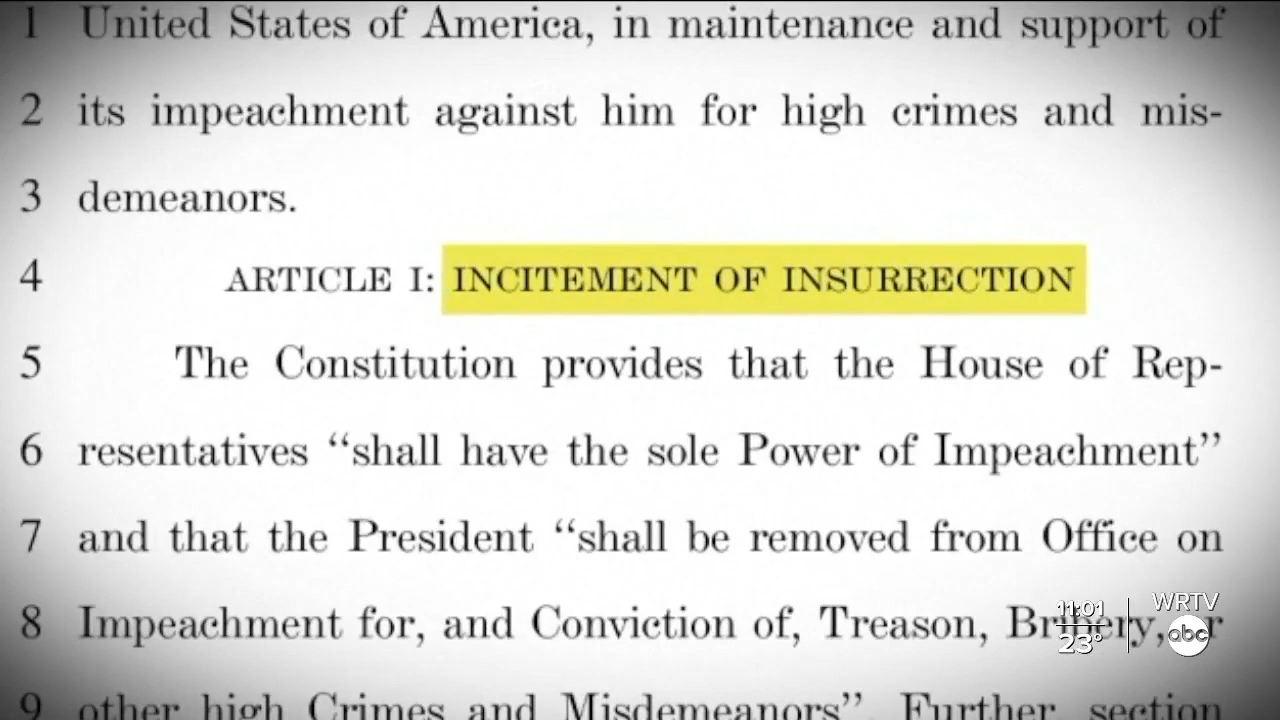 1 United States of America, in maintenance and support of
2 its impeachment against him for high crimes and mis-
3 demeanors.
4 ARTICLE I: INCITEMENT OF INSURRECTION
5 The Constitution provides that the House of Rep-
6 resentatives “shall have the sole Power of Impeachment”
7 and that the President “shall be removed from Office on
8 Impeachment for, and Conviction of, Treason, Bribery, or
9 other high Crimes and Misdemeanors”. Further, section
11:01
23°
WRTV
abc